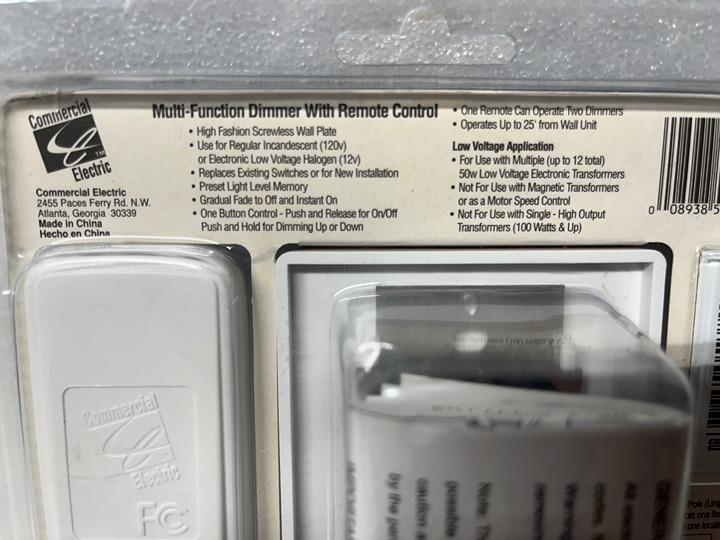 Commercial
Electric
TM
Commercial Electric
2455 Paces Ferry Rd. N.W.
Atlanta, Georgia 30339
Made in China
Hecho en China
Multi-Function Dimmer With Remote Control
• High Fashion Screwless Wall Plate
• Use for Regular Incandescent (120v)
or Electronic Low Voltage Halogen (12v)
• Replaces Existing Switches or for New Installation
• Preset Light Level Memory
• Gradual Fade to Off and Instant On
• One Button Control - Push and Release for On/Off
Push and Hold for Dimming Up or Down
• One Remote Can Operate Two Dimmers
• Operates Up to 25' from Wall Unit
Low Voltage Application
• For Use with Multiple (up to 12 total)
50w Low Voltage Electronic Transformers
• Not For Use with Magnetic Transformers
or as a Motor Speed Control
• Not For Use with Single - High Output
Transformers (100 Watts & Up)
0 08938 5
Commercial
Electric
FC
by the
possible
Note:
Pole